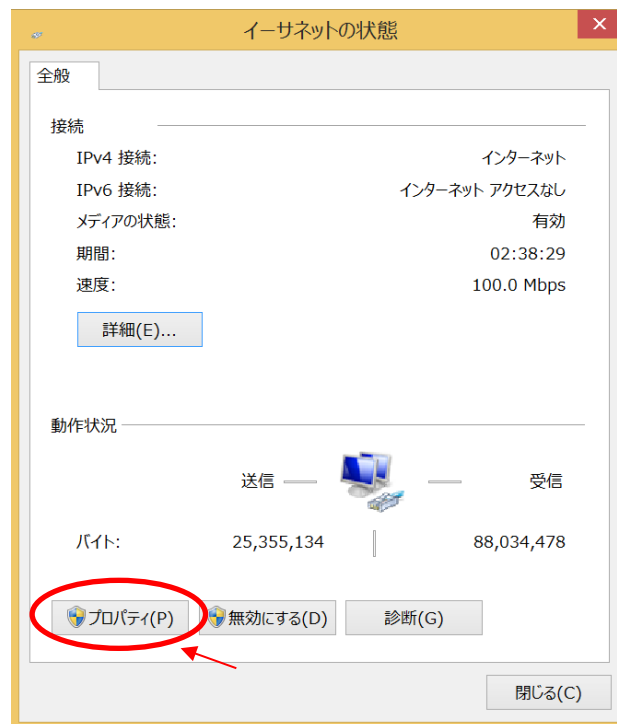 イーサネットの状態
全般
接続
IPv4 接続: インターネット
IPv6 接続: インターネット アクセスなし
メディアの状態: 有効
期間: 02:38:29
速度: 100.0 Mbps
詳細(E)...
動作状況
送信 受信
バイト: 25,355,134 88,034,478
プロパティ(P) 無効にする(D) 診断(G)
閉じる(C)